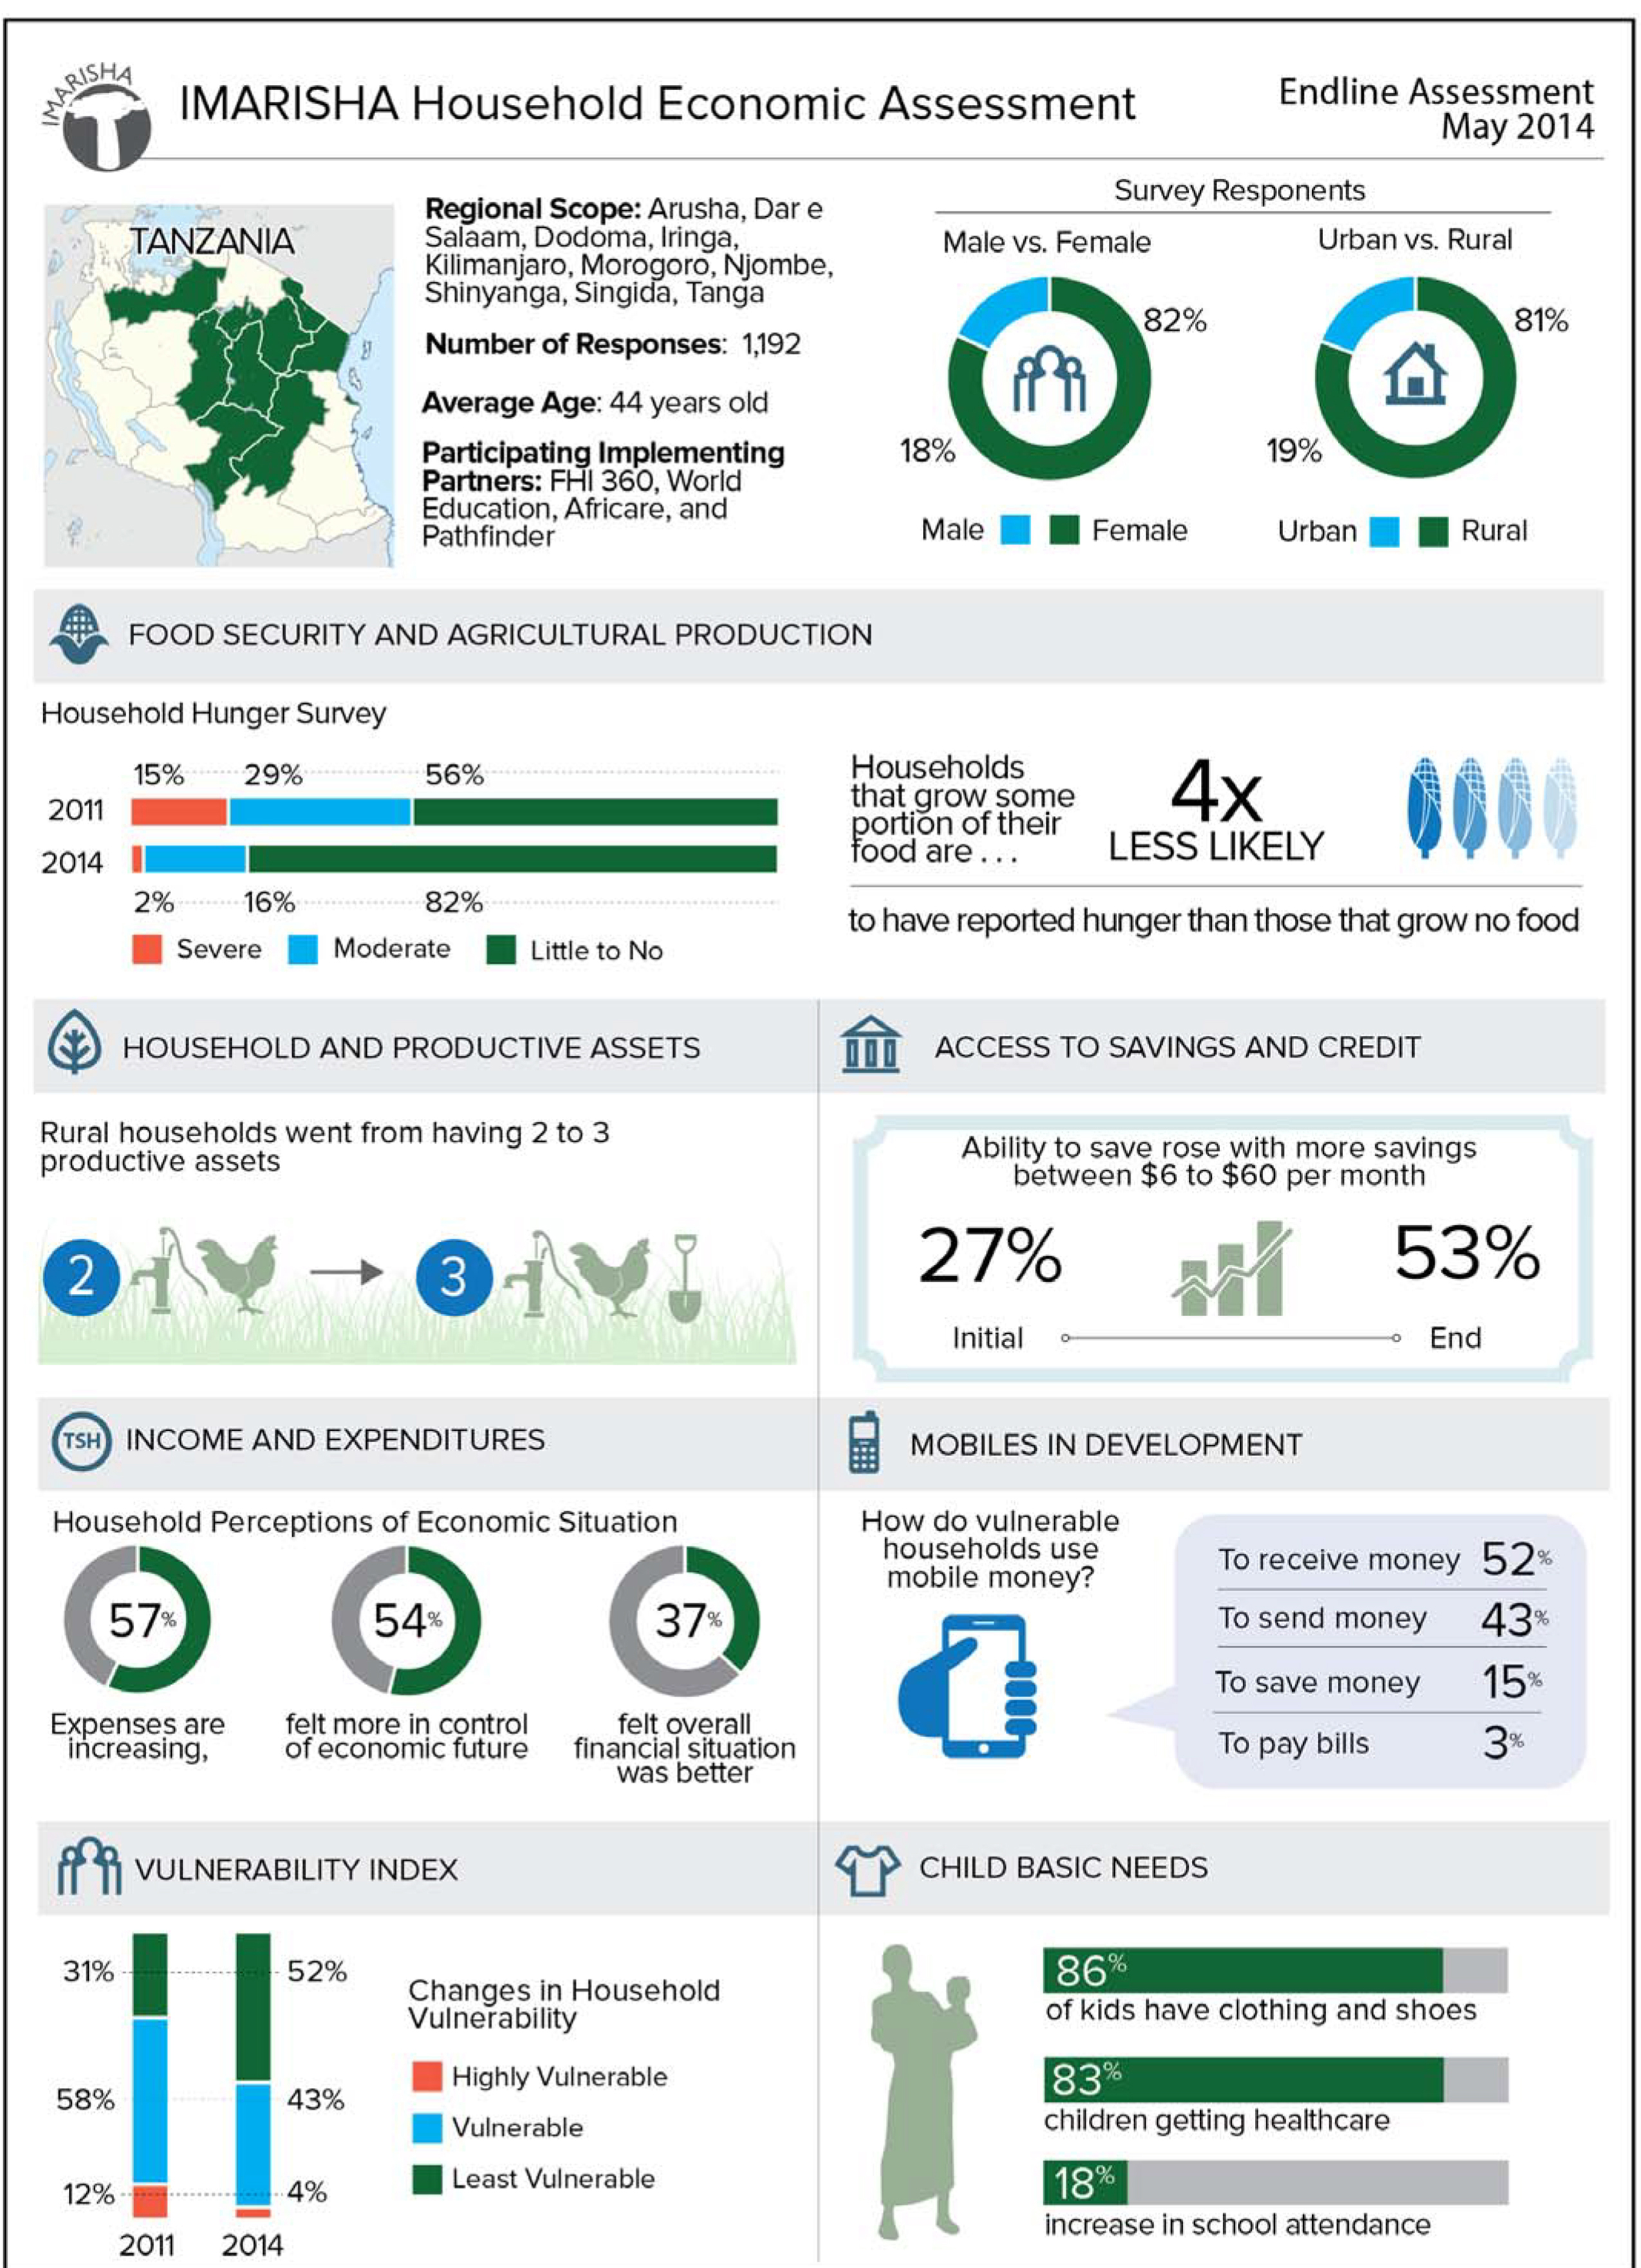 IMARISHA
IMARISHA Household Economic Assessment
Endline Assessment
May 2014
TANZANIA
Regional Scope: Arusha, Dar e
Salaam, Dodoma, Iringa,
Kilimanjaro, Morogoro, Njombe,
Shinyanga, Singida, Tanga
Number of Responses: 1,192
Average Age: 44 years old
Participating Implementing
Partners: FHI 360, World
Education, Africare, and
Pathfinder
Survey Responents
Male vs. Female
82%
18%
Male
Female
Urban vs. Rural
81%
19%
Urban
Rural
FOOD SECURITY AND AGRICULTURAL PRODUCTION
Household Hunger Survey
15% 29% 56%
2011
2014
2% 16% 82%
Severe Moderate Little to No
Households
that grow some
portion of their
food are . . .
4x
LESS LIKELY
to have reported hunger than those that grow no food
HOUSEHOLD AND PRODUCTIVE ASSETS
Rural households went from having 2 to 3
productive assets
2
3
ACCESS TO SAVINGS AND CREDIT
Ability to save rose with more savings
between $6 to $60 per month
27% 53%
Initial End
TSH INCOME AND EXPENDITURES
Household Perceptions of Economic Situation
57%
Expenses are
increasing,
54%
felt more in control
of economic future
37%
felt overall
financial situation
was better
MOBILES IN DEVELOPMENT
How do vulnerable
households use
mobile money?
To receive money 52%
To send money 43%
To save money 15%
To pay bills 3%
VULNERABILITY INDEX
31% 52%
58% 43%
12% 4%
2011 2014
Changes in Household
Vulnerability
Highly Vulnerable
Vulnerable
Least Vulnerable
CHILD BASIC NEEDS
86%
of kids have clothing and shoes
83%
children getting healthcare
18%
increase in school attendance